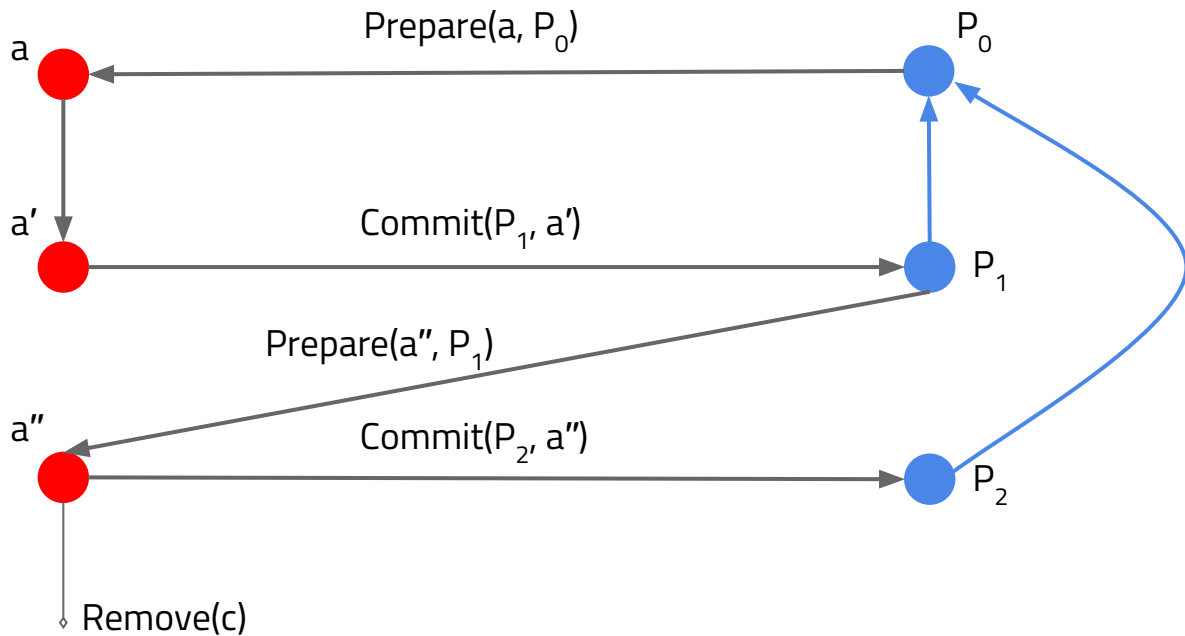 Prepare(a, P₀)
P₀
a
a′
Commit(P₁, a′)
P₁
Prepare(a″, P₁)
a″
Commit(P₂, a″)
P₂
Remove(c)